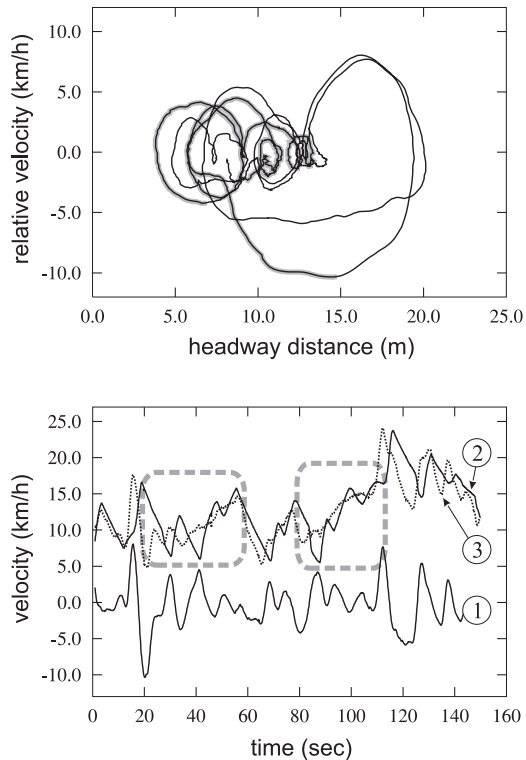 10.0
5.0
0.0
-5.0
-10.0
relative velocity (km/h)
0.0 5.0 10.0 15.0 20.0 25.0
headway distance (m)
25.0
20.0
15.0
10.0
5.0
0.0
-5.0
-10.0
velocity (km/h)
2
3
1
0 20 40 60 80 100 120 140 160
time (sec)